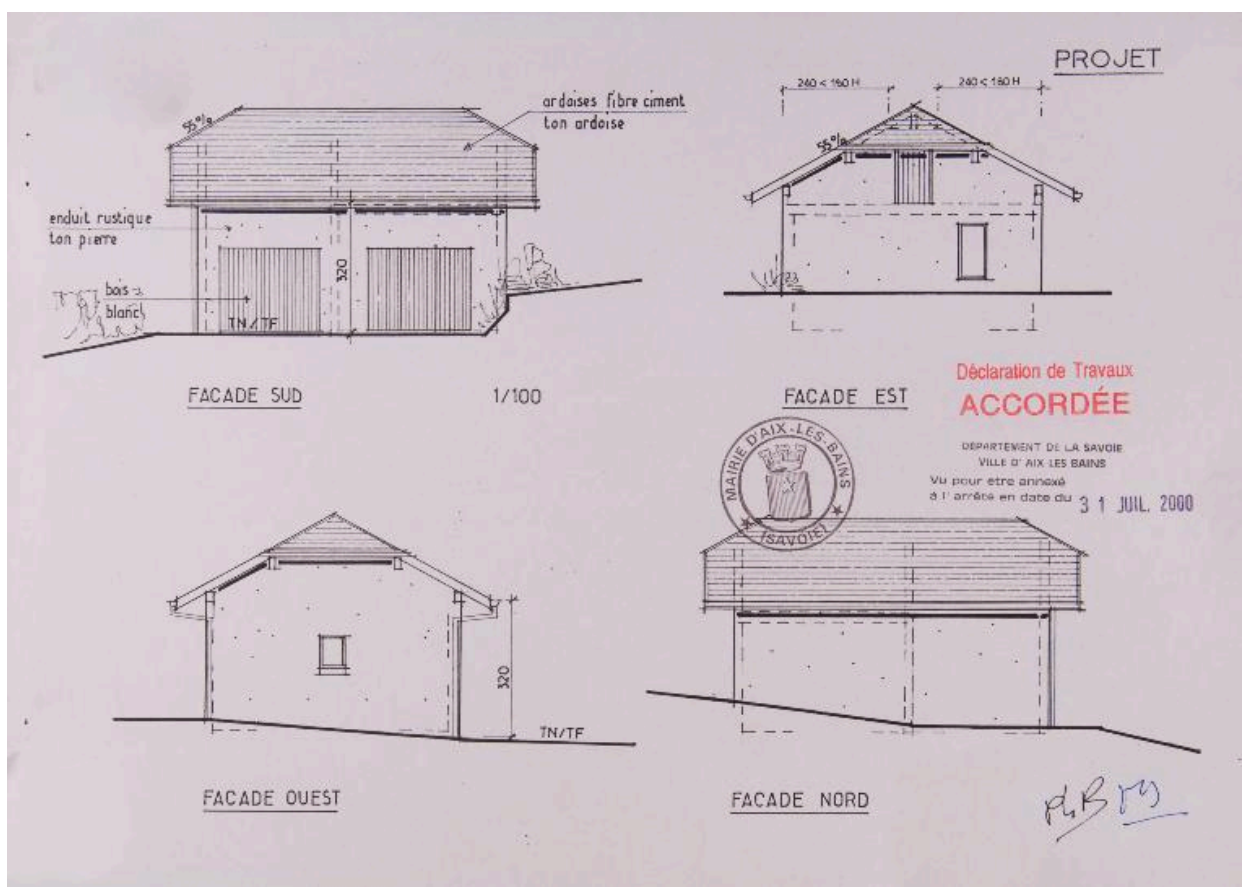 PROJET
55%
ardoises fibre ciment
ton ardoise
enduit rustique
ton pierre
bois
blanc
320
TN/TF
FACADE SUD
1/100
240 < 160 H
240 < 160 H
55%
FACADE EST
Déclaration de Travaux
ACCORDÉE
DÉPARTEMENT DE LA SAVOIE
VILLE D'AIX-LES BAINS
Vu pour etre annexé
à l'arrêté en date du 31 JUIL. 2000
MAIRIE D'AIX-LES-BAINS
(SAVOIE)
320
TN/TF
FACADE OUEST
FACADE NORD